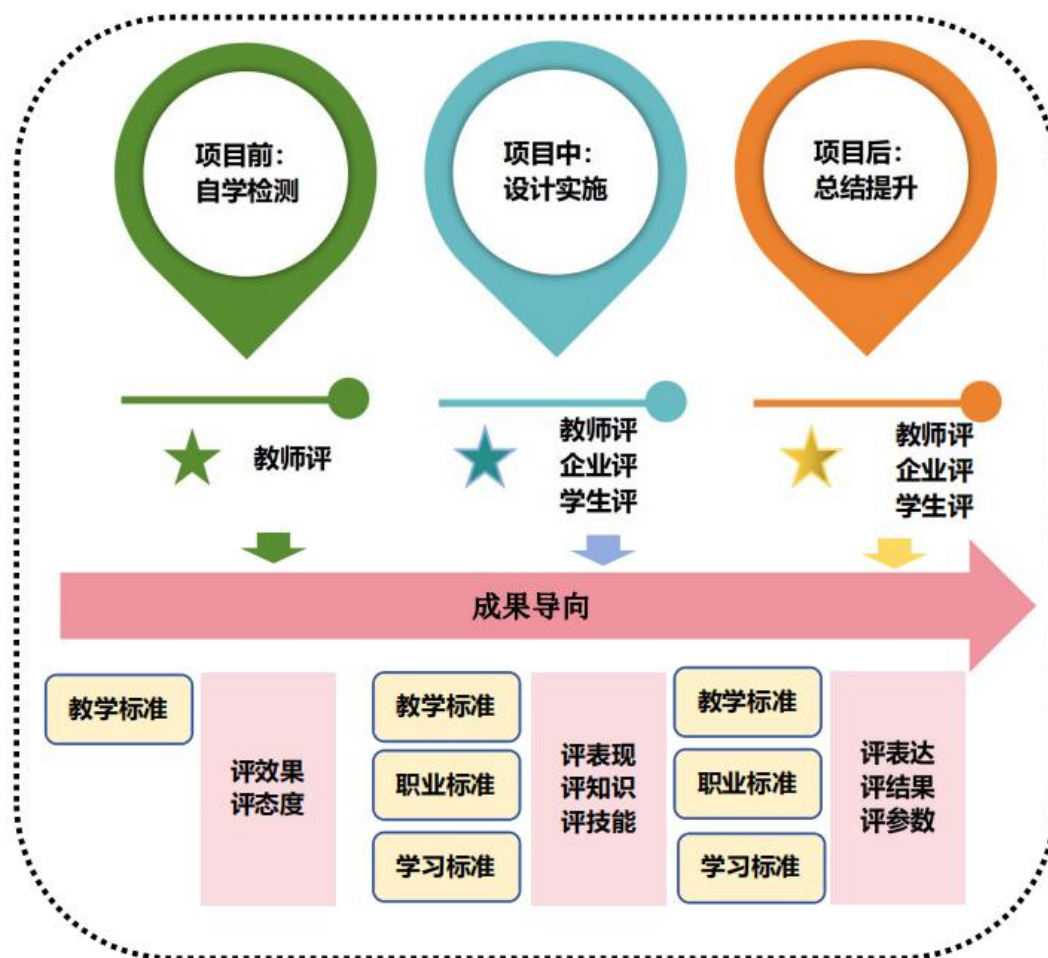 项目前：
自学检测
项目中：
设计实施
项目后：
总结提升
教师评
教师评
企业评
学生评
教师评
企业评
学生评
成果导向
教学标准
评效果
评态度
教学标准
职业标准
学习标准
评表现
评知识
评技能
教学标准
职业标准
学习标准
评表达
评结果
评参数